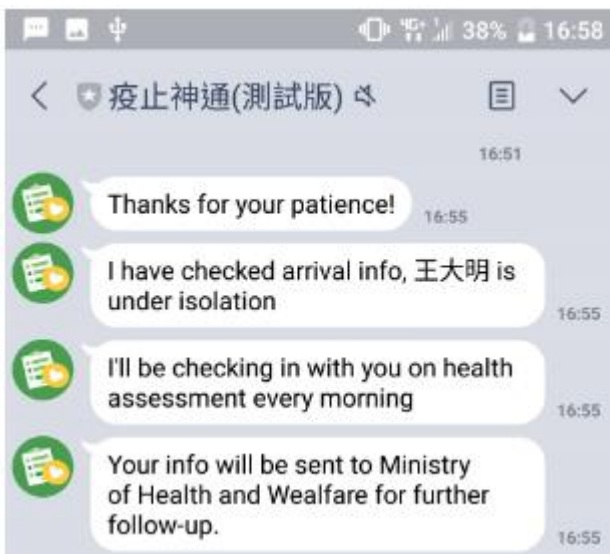 4G+ 38% 16:58
疫止神通(測試版)
16:51
Thanks for your patience!
16:55
I have checked arrival info, 王大明 is
under isolation
16:55
I'll be checking in with you on health
assessment every morning
16:55
Your info will be sent to Ministry
of Health and Wealfare for further
follow-up.
16:55